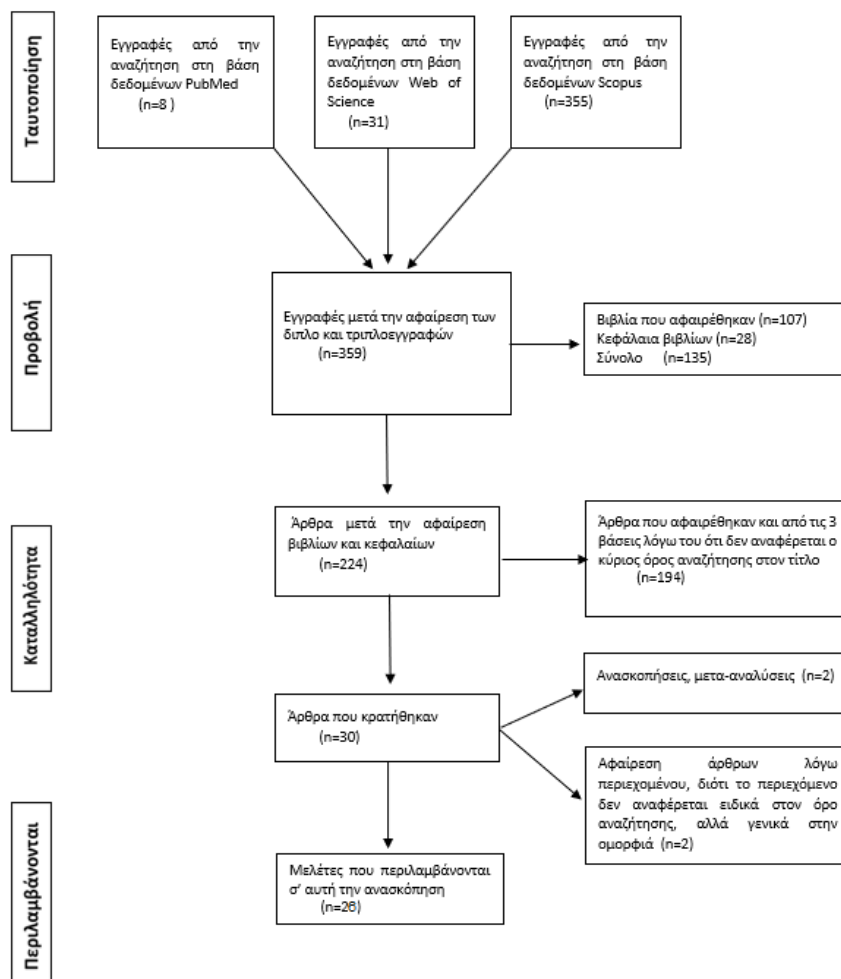 Ταυτοποίηση
Εγγραφές από την
αναζήτηση στη βάση
δεδομένων PubMed
(n=8 )
Εγγραφές από την
αναζήτηση στη βάση
δεδομένων Web of
Science
(n=31)
Εγγραφές από την
αναζήτηση στη βάση
δεδομένων Scopus
(n=355)
Προβολή
Εγγραφές μετά την αφαίρεση των
διπλο και τριπλοεγγραφών
(n=359)
Βιβλία που αφαιρέθηκαν (n=107)
Κεφάλαια βιβλίων (n=28)
Σύνολο (n=135)
Καταλληλότητα
Άρθρα μετά την αφαίρεση
βιβλίων και κεφαλαίων
(n=224)
Άρθρα που αφαιρέθηκαν και από τις 3
βάσεις λόγω του ότι δεν αναφέρεται ο
κύριος όρος αναζήτησης στον τίτλο
(n=194)
Άρθρα που κρατήθηκαν
(n=30)
Ανασκοπήσεις, μετα-αναλύσεις (n=2)
Αφαίρεση άρθρων λόγω
περιεχομένου, διότι το περιεχόμενο
δεν αναφέρεται ειδικά στον όρο
αναζήτησης, αλλά γενικά στην
ομορφιά (n=2)
Περιλαμβάνονται
Μελέτες που περιλαμβάνονται
σ' αυτή την ανασκόπηση
(n=26)